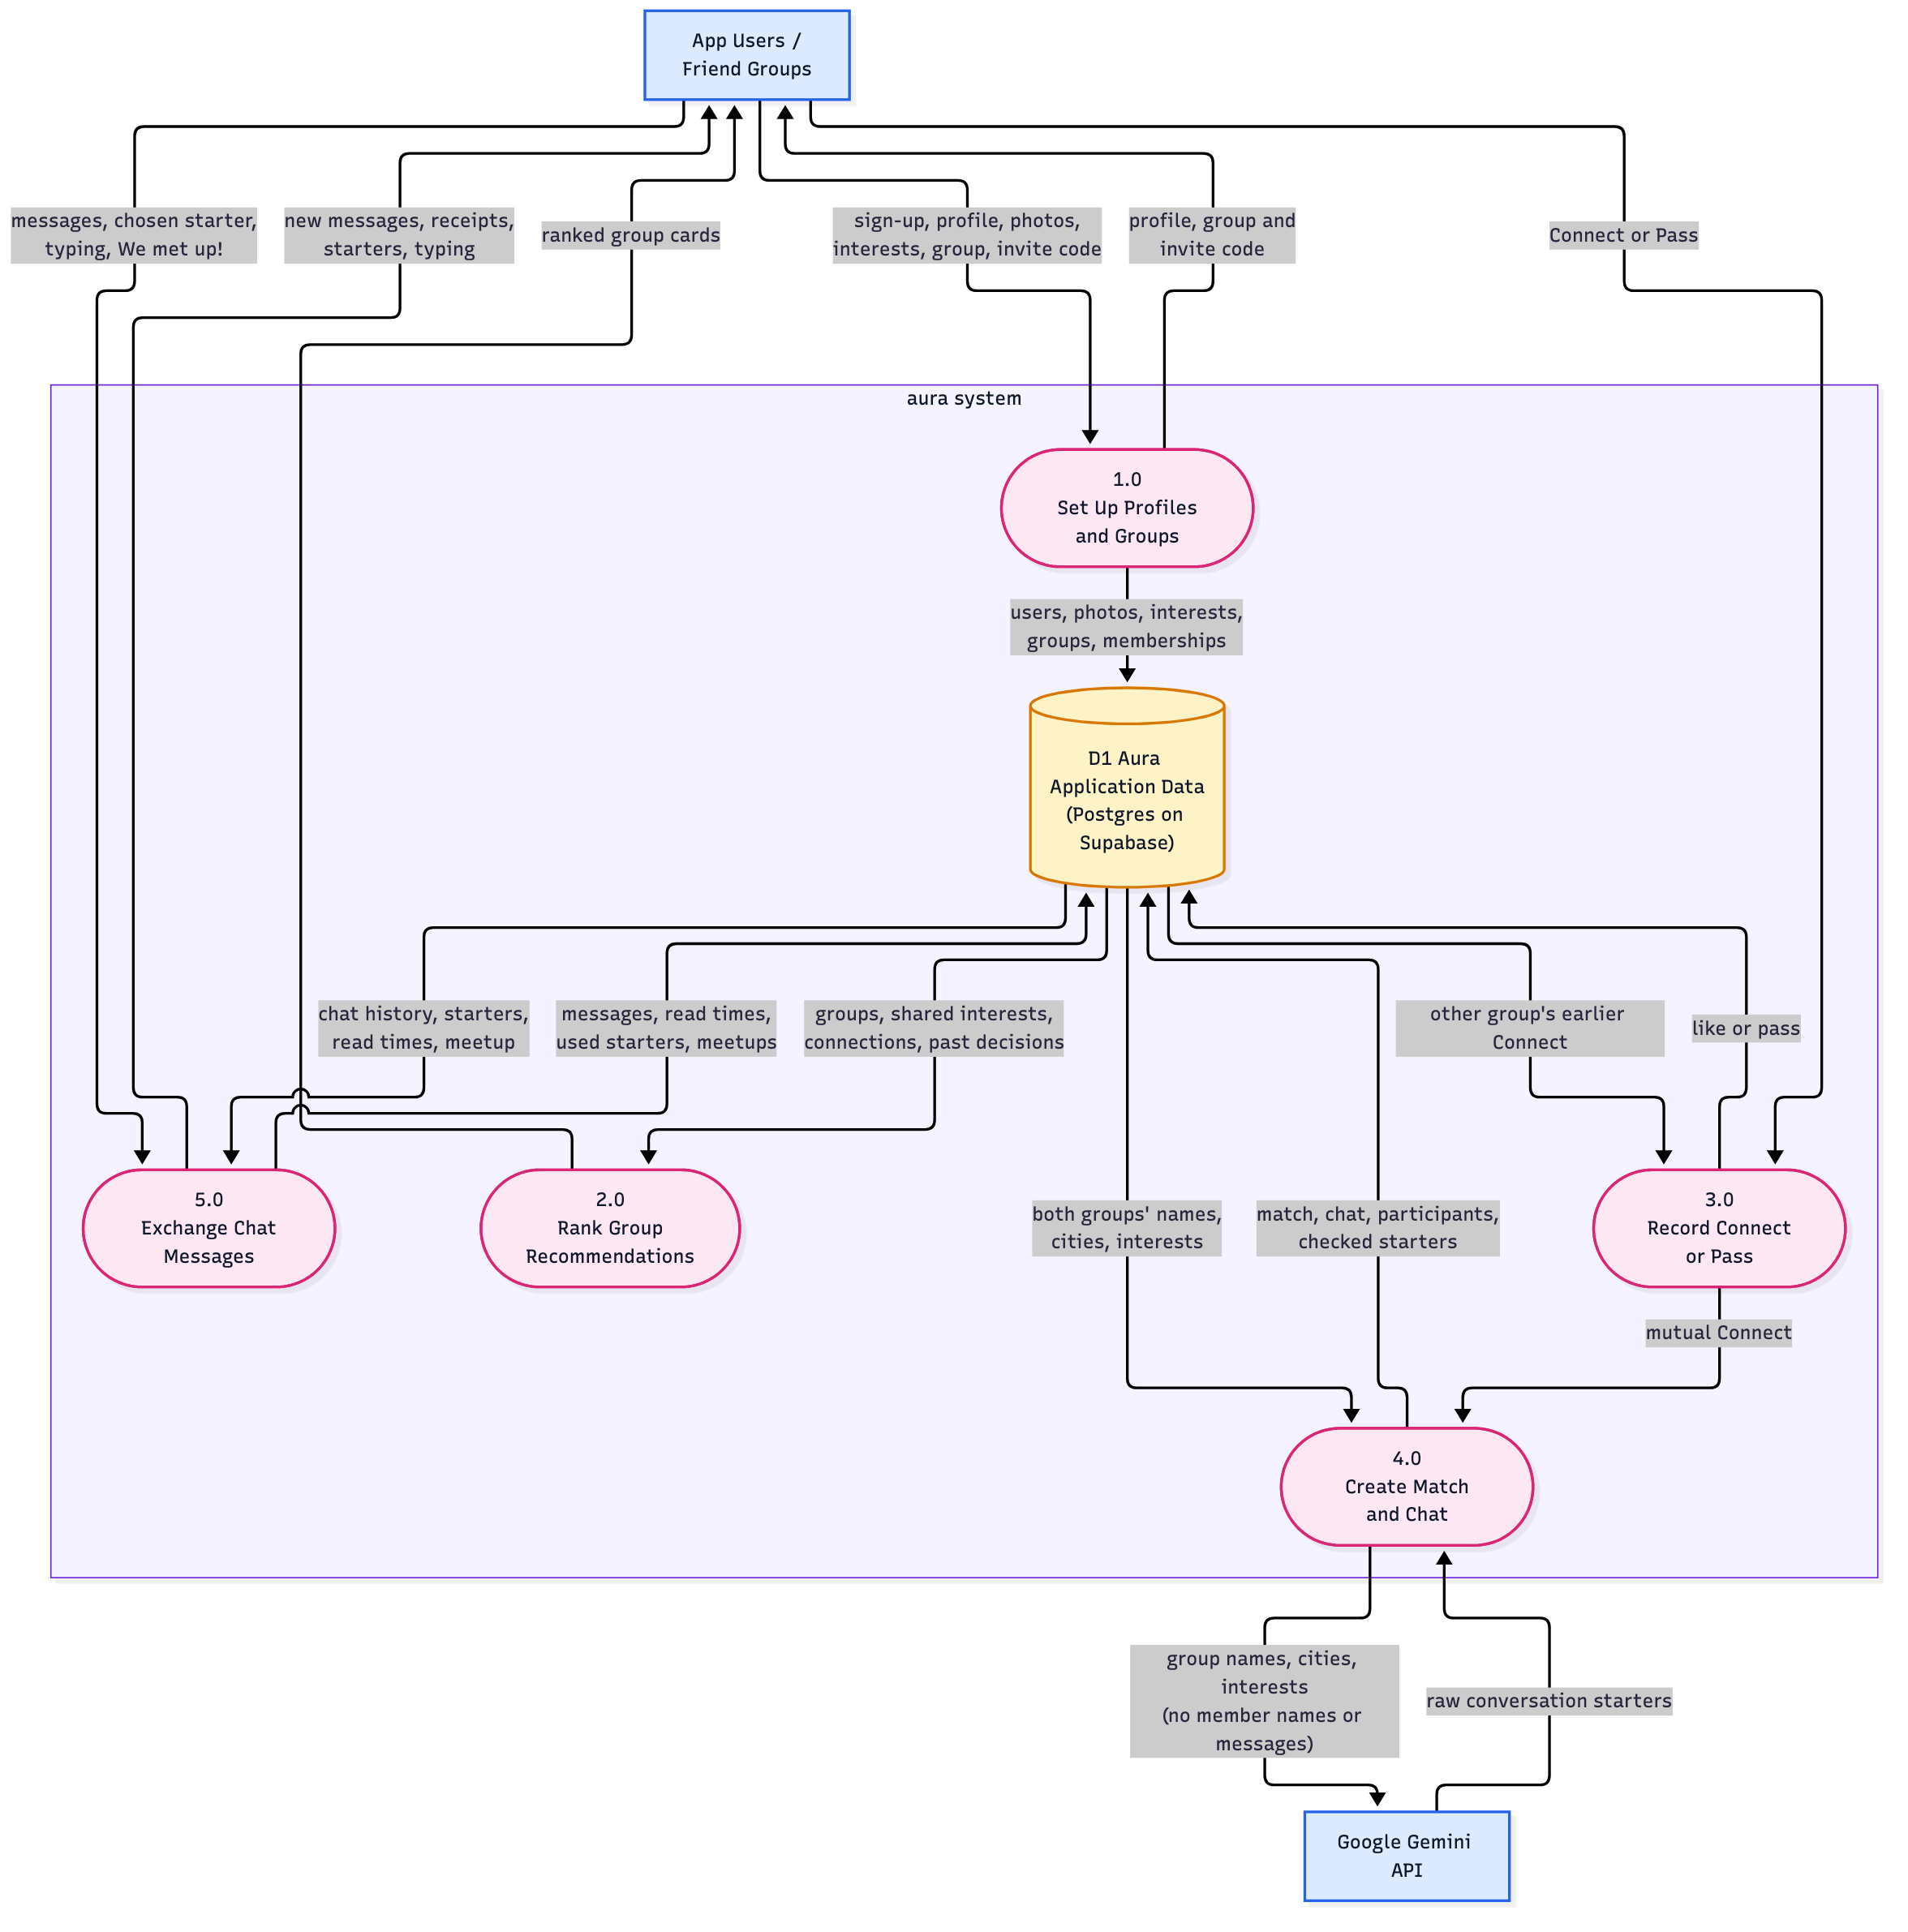 App Users /
Friend Groups
messages, chosen starter,
typing, We met up!
new messages, receipts,
starters, typing
ranked group cards
sign-up, profile, photos,
interests, group, invite code
profile, group and
invite code
Connect or Pass
aura system
1.0
Set Up Profiles
and Groups
users, photos, interests,
groups, memberships
D1 Aura
Application Data
(Postgres on
Supabase)
chat history, starters,
read times, meetup
messages, read times,
used starters, meetups
groups, shared interests,
connections, past decisions
other group's earlier
Connect
like or pass
5.0
Exchange Chat
Messages
2.0
Rank Group
Recommendations
both groups' names,
cities, interests
match, chat, participants,
checked starters
3.0
Record Connect
or Pass
mutual Connect
4.0
Create Match
and Chat
group names, cities,
interests
(no member names or
messages)
raw conversation starters
Google Gemini
API